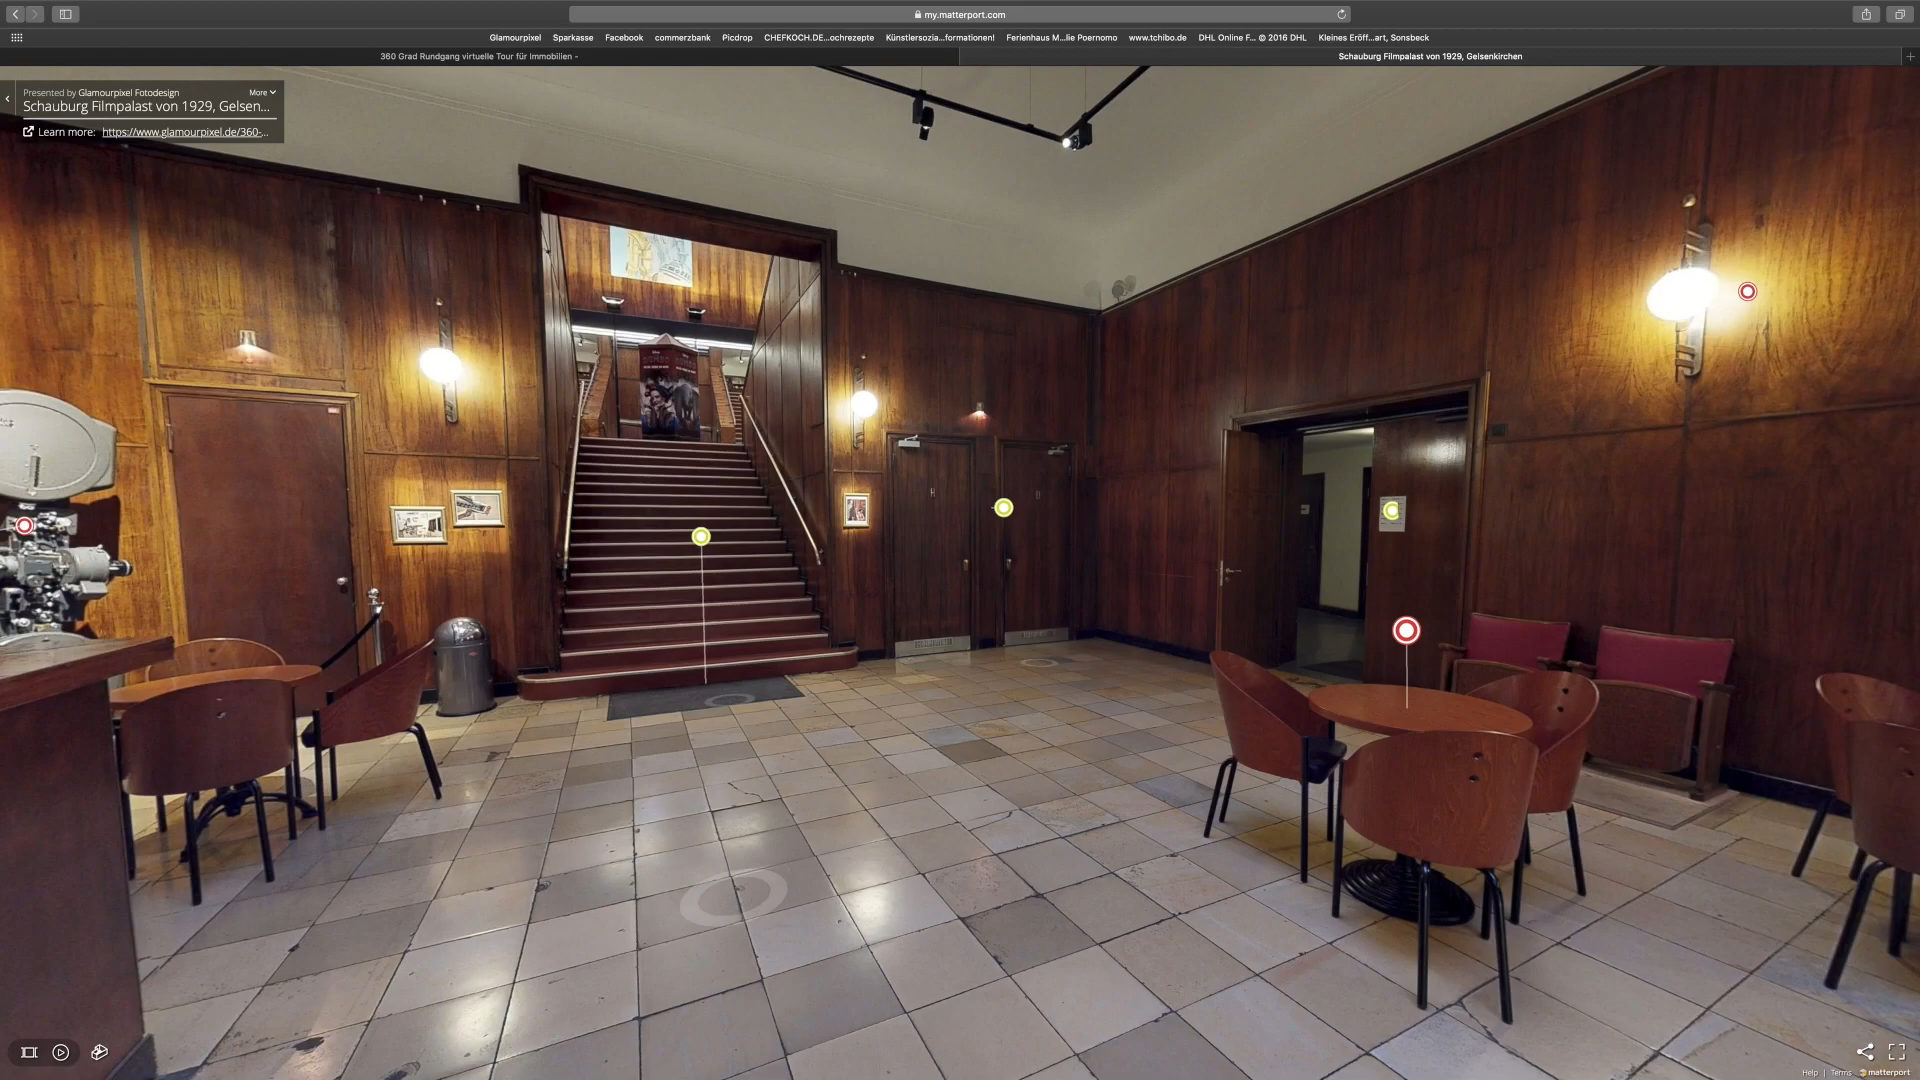 my.matterport.com
Glamourpixel Sparkasse Facebook commerzbank Picdrop CHEFKOCH.DE...ochrezepte Künstlersozia...formationen! Ferienhaus M...lie Poernomo www.tchibo.de DHL Online F... © 2016 DHL Kleines Eröff...art, Sonsbeck
360 Grad Rundgang virtuelle Tour für Immobilien -
Schauburg Filmpalast von 1929, Gelsenkirchen
Presented by Glamourpixel Fotodesign
More
Schauburg Filmpalast von 1929, Gelsen...
Learn more: https://www.glamourpixel.de/360-...
Help | Terms matterport